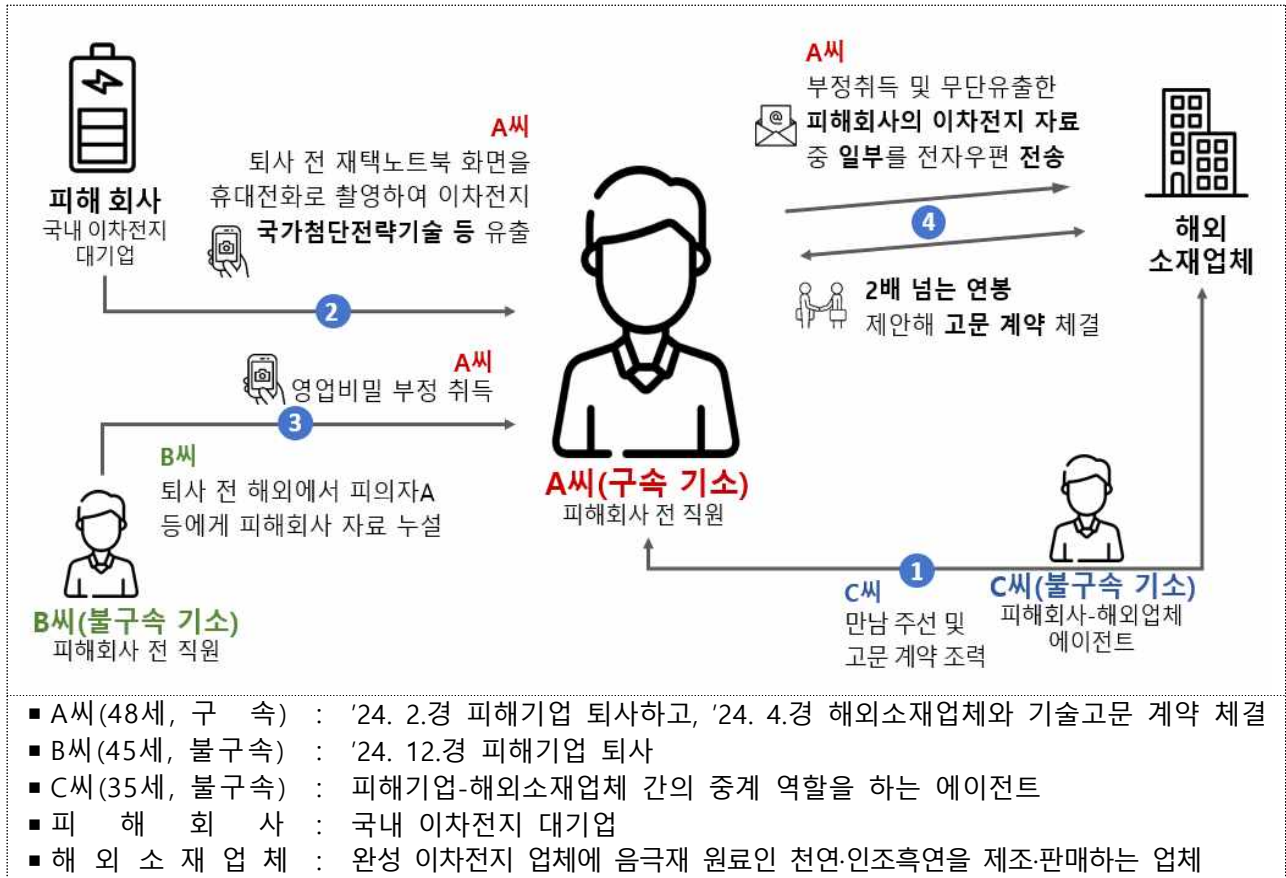 피해 회사
국내 이차전지
대기업
A씨
퇴사 전 재택노트북 화면을
휴대전화로 촬영하여 이차전지
국가첨단전략기술 등 유출
2
A씨
영업비밀 부정 취득
3
B씨
퇴사 전 해외에서 피의자A
등에게 피해회사 자료 누설
B씨(불구속 기소)
피해회사 전 직원
A씨(구속 기소)
피해회사 전 직원
A씨
부정취득 및 무단유출한
@ 피해회사의 이차전지 자료
중 일부를 전자우편 전송
4
2배 넘는 연봉
제안해 고문 계약 체결
해외
소재업체
1
C씨
만남 주선 및
고문 계약 조력
C씨(불구속 기소)
피해회사-해외업체
에이전트
▪ A씨(48세, 구 속) : ’24. 2.경 피해기업 퇴사하고, ’24. 4.경 해외소재업체와 기술고문 계약 체결
▪ B씨(45세, 불구속) : ’24. 12.경 피해기업 퇴사
▪ C씨(35세, 불구속) : 피해기업-해외소재업체 간의 중계 역할을 하는 에이전트
▪ 피 해 회 사 : 국내 이차전지 대기업
▪ 해 외 소 재 업 체 : 완성 이차전지 업체에 음극재 원료인 천연·인조흑연을 제조·판매하는 업체